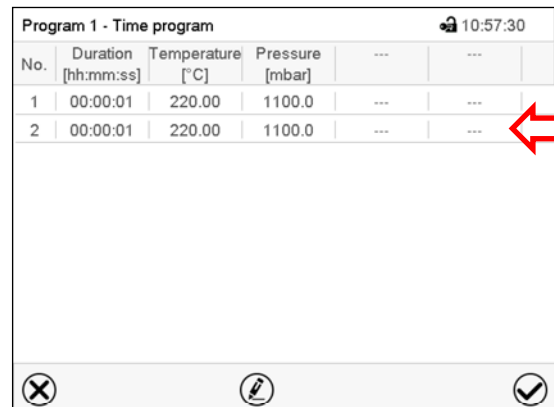 Program 1 - Time program 10:57:30
No. Duration [hh:mm:ss] Temperature [°C] Pressure [mbar] --- ---
1 00:00:01 220.00 1100.0 --- ---
2 00:00:01 220.00 1100.0 --- ---